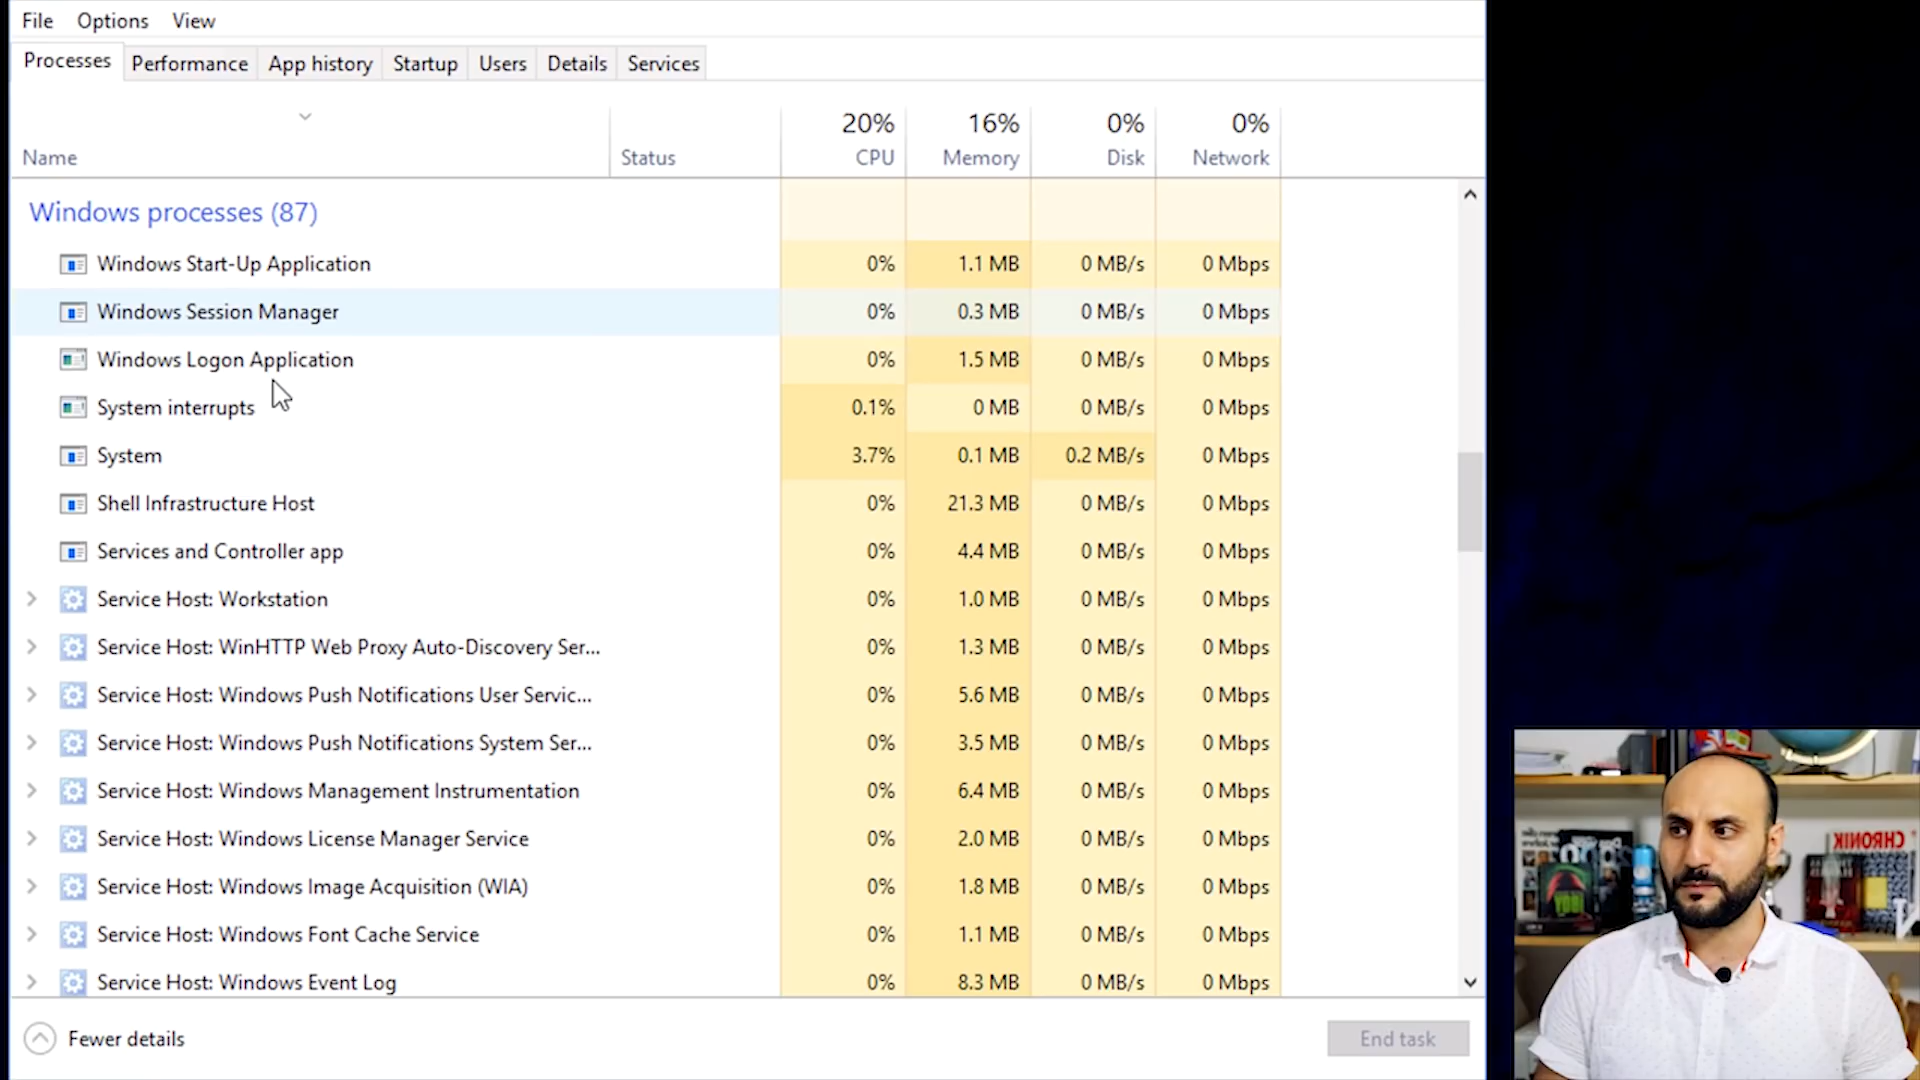 File Options View
Processes Performance App history Startup Users Details Services
20% 16% 0% 0%
Name Status CPU Memory Disk Network
Windows processes (87)
Windows Start-Up Application 0% 1.1 MB 0 MB/s 0 Mbps
Windows Session Manager 0% 0.3 MB 0 MB/s 0 Mbps
Windows Logon Application 0% 1.5 MB 0 MB/s 0 Mbps
System interrupts 0.1% 0 MB 0 MB/s 0 Mbps
System 3.7% 0.1 MB 0.2 MB/s 0 Mbps
Shell Infrastructure Host 0% 21.3 MB 0 MB/s 0 Mbps
Services and Controller app 0% 4.4 MB 0 MB/s 0 Mbps
Service Host: Workstation 0% 1.0 MB 0 MB/s 0 Mbps
Service Host: WinHTTP Web Proxy Auto-Discovery Ser... 0% 1.3 MB 0 MB/s 0 Mbps
Service Host: Windows Push Notifications User Servic... 0% 5.6 MB 0 MB/s 0 Mbps
Service Host: Windows Push Notifications System Ser... 0% 3.5 MB 0 MB/s 0 Mbps
Service Host: Windows Management Instrumentation 0% 6.4 MB 0 MB/s 0 Mbps
Service Host: Windows License Manager Service 0% 2.0 MB 0 MB/s 0 Mbps
Service Host: Windows Image Acquisition (WIA) 0% 1.8 MB 0 MB/s 0 Mbps
Service Host: Windows Font Cache Service 0% 1.1 MB 0 MB/s 0 Mbps
Service Host: Windows Event Log 0% 8.3 MB 0 MB/s 0 Mbps
Fewer details End task
CHRONIK